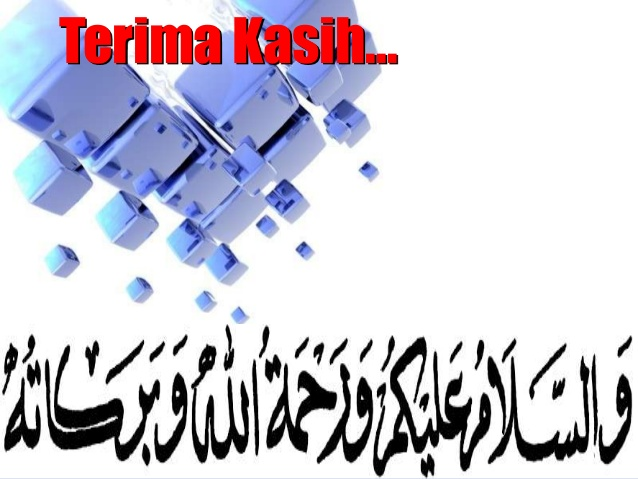 Terima Kasih...
وَالسَّلَامُ عَلَيْكُمْ وَرَحْمَةُ اللهِ وَبَرَكَاتُهُ